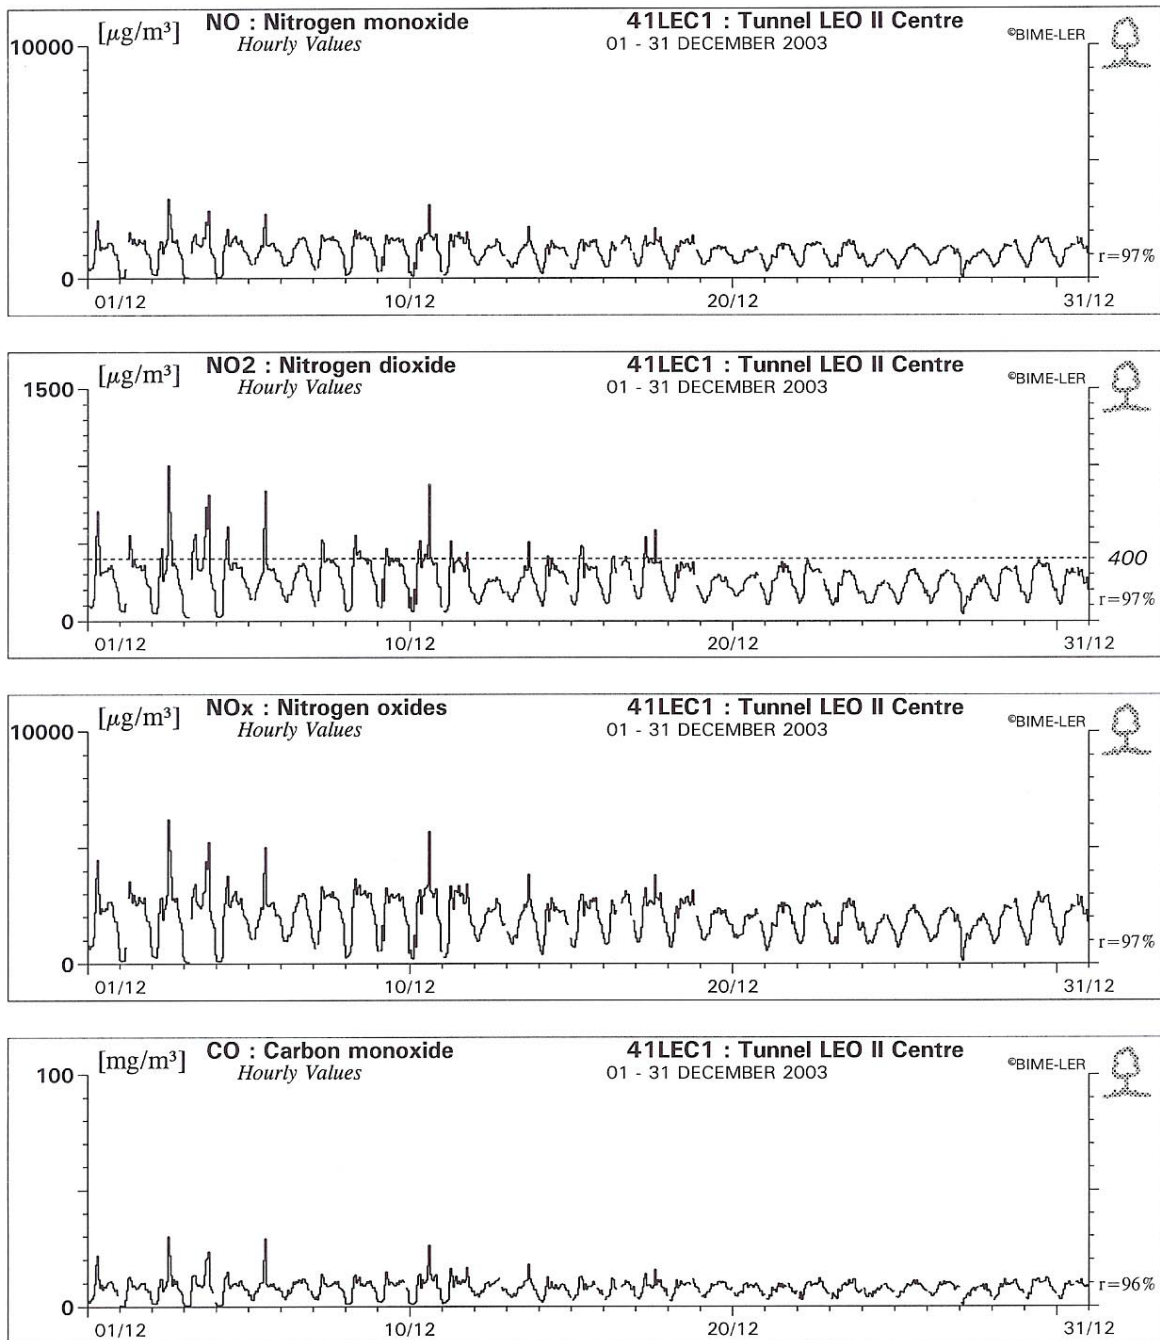 [μg/m³] NO : Nitrogen monoxide 41LEC1 : Tunnel LEO II Centre ©BIME-LER
Hourly Values 01 - 31 DECEMBER 2003
10000
0
r=97%
01/12 10/12 20/12 31/12
[μg/m³] NO2 : Nitrogen dioxide 41LEC1 : Tunnel LEO II Centre ©BIME-LER
Hourly Values 01 - 31 DECEMBER 2003
1500
400
0
r=97%
01/12 10/12 20/12 31/12
[μg/m³] NOx : Nitrogen oxides 41LEC1 : Tunnel LEO II Centre ©BIME-LER
Hourly Values 01 - 31 DECEMBER 2003
10000
0
r=97%
01/12 10/12 20/12 31/12
[mg/m³] CO : Carbon monoxide 41LEC1 : Tunnel LEO II Centre ©BIME-LER
Hourly Values 01 - 31 DECEMBER 2003
100
0
r=96%
01/12 10/12 20/12 31/12